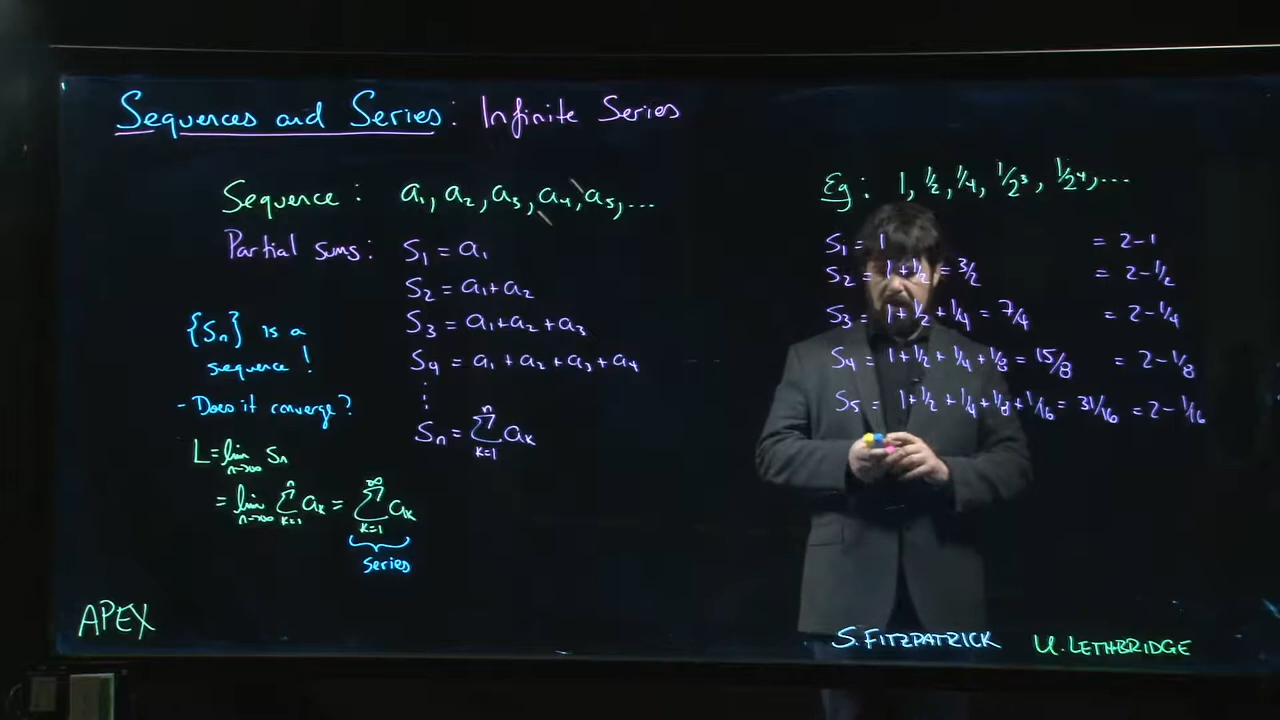 Sequences and Series: Infinite Series
Sequence: a₁, a₂, a₃, a₄, a₅, ...
Partial sums: S₁ = a₁
S₂ = a₁+a₂
S₃ = a₁+a₂+a₃
S₄ = a₁+a₂+a₃+a₄
⋮
Sₙ = ∑ₖ₌₁ⁿ aₖ
{Sₙ} is a
sequence!
- Does it converge?
L = lim n→∞ Sₙ
= lim n→∞ ∑ₖ₌₁ⁿ aₖ = ∑ₖ₌₁^∞ aₖ
series
Eg: 1, 1/2, 1/4, 1/2³, 1/2⁴, ...
S₁ = 1 = 2-1
S₂ = 1+1/2 = 3/2 = 2-1/2
S₃ = 1+1/2+1/4 = 7/4 = 2-1/4
S₄ = 1+1/2+1/4+1/8 = 15/8 = 2-1/8
S₅ = 1+1/2+1/4+1/8+1/16 = 31/16 = 2-1/16
APEX
S. FITZPATRICK U. LETHBRIDGE